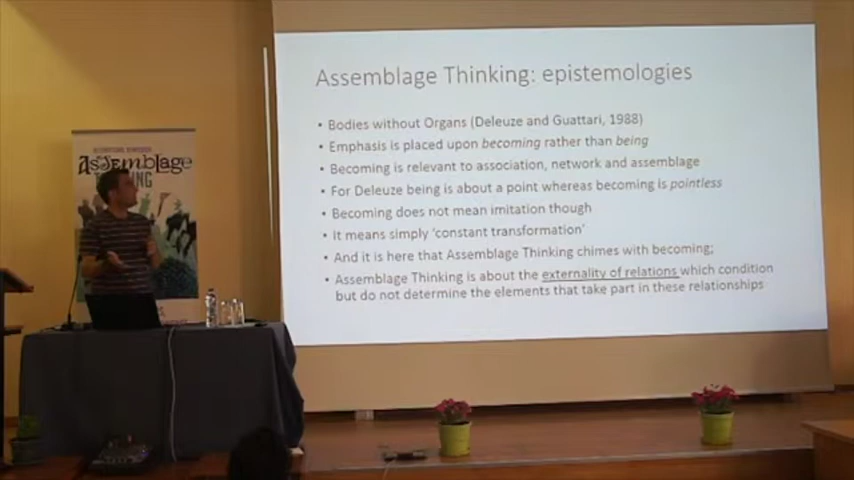 Assemblage Thinking: epistemologies
• Bodies without Organs (Deleuze and Guattari, 1988)
• Emphasis is placed upon becoming rather than being
• Becoming is relevant to association, network and assemblage
• For Deleuze being is about a point whereas becoming is pointless
• Becoming does not mean imitation though
• It means simply ‘constant transformation’
• And it is here that Assemblage Thinking chimes with becoming;
• Assemblage Thinking is about the externality of relations which condition
but do not determine the elements that take part in these relationships
ASSEMBLAGE